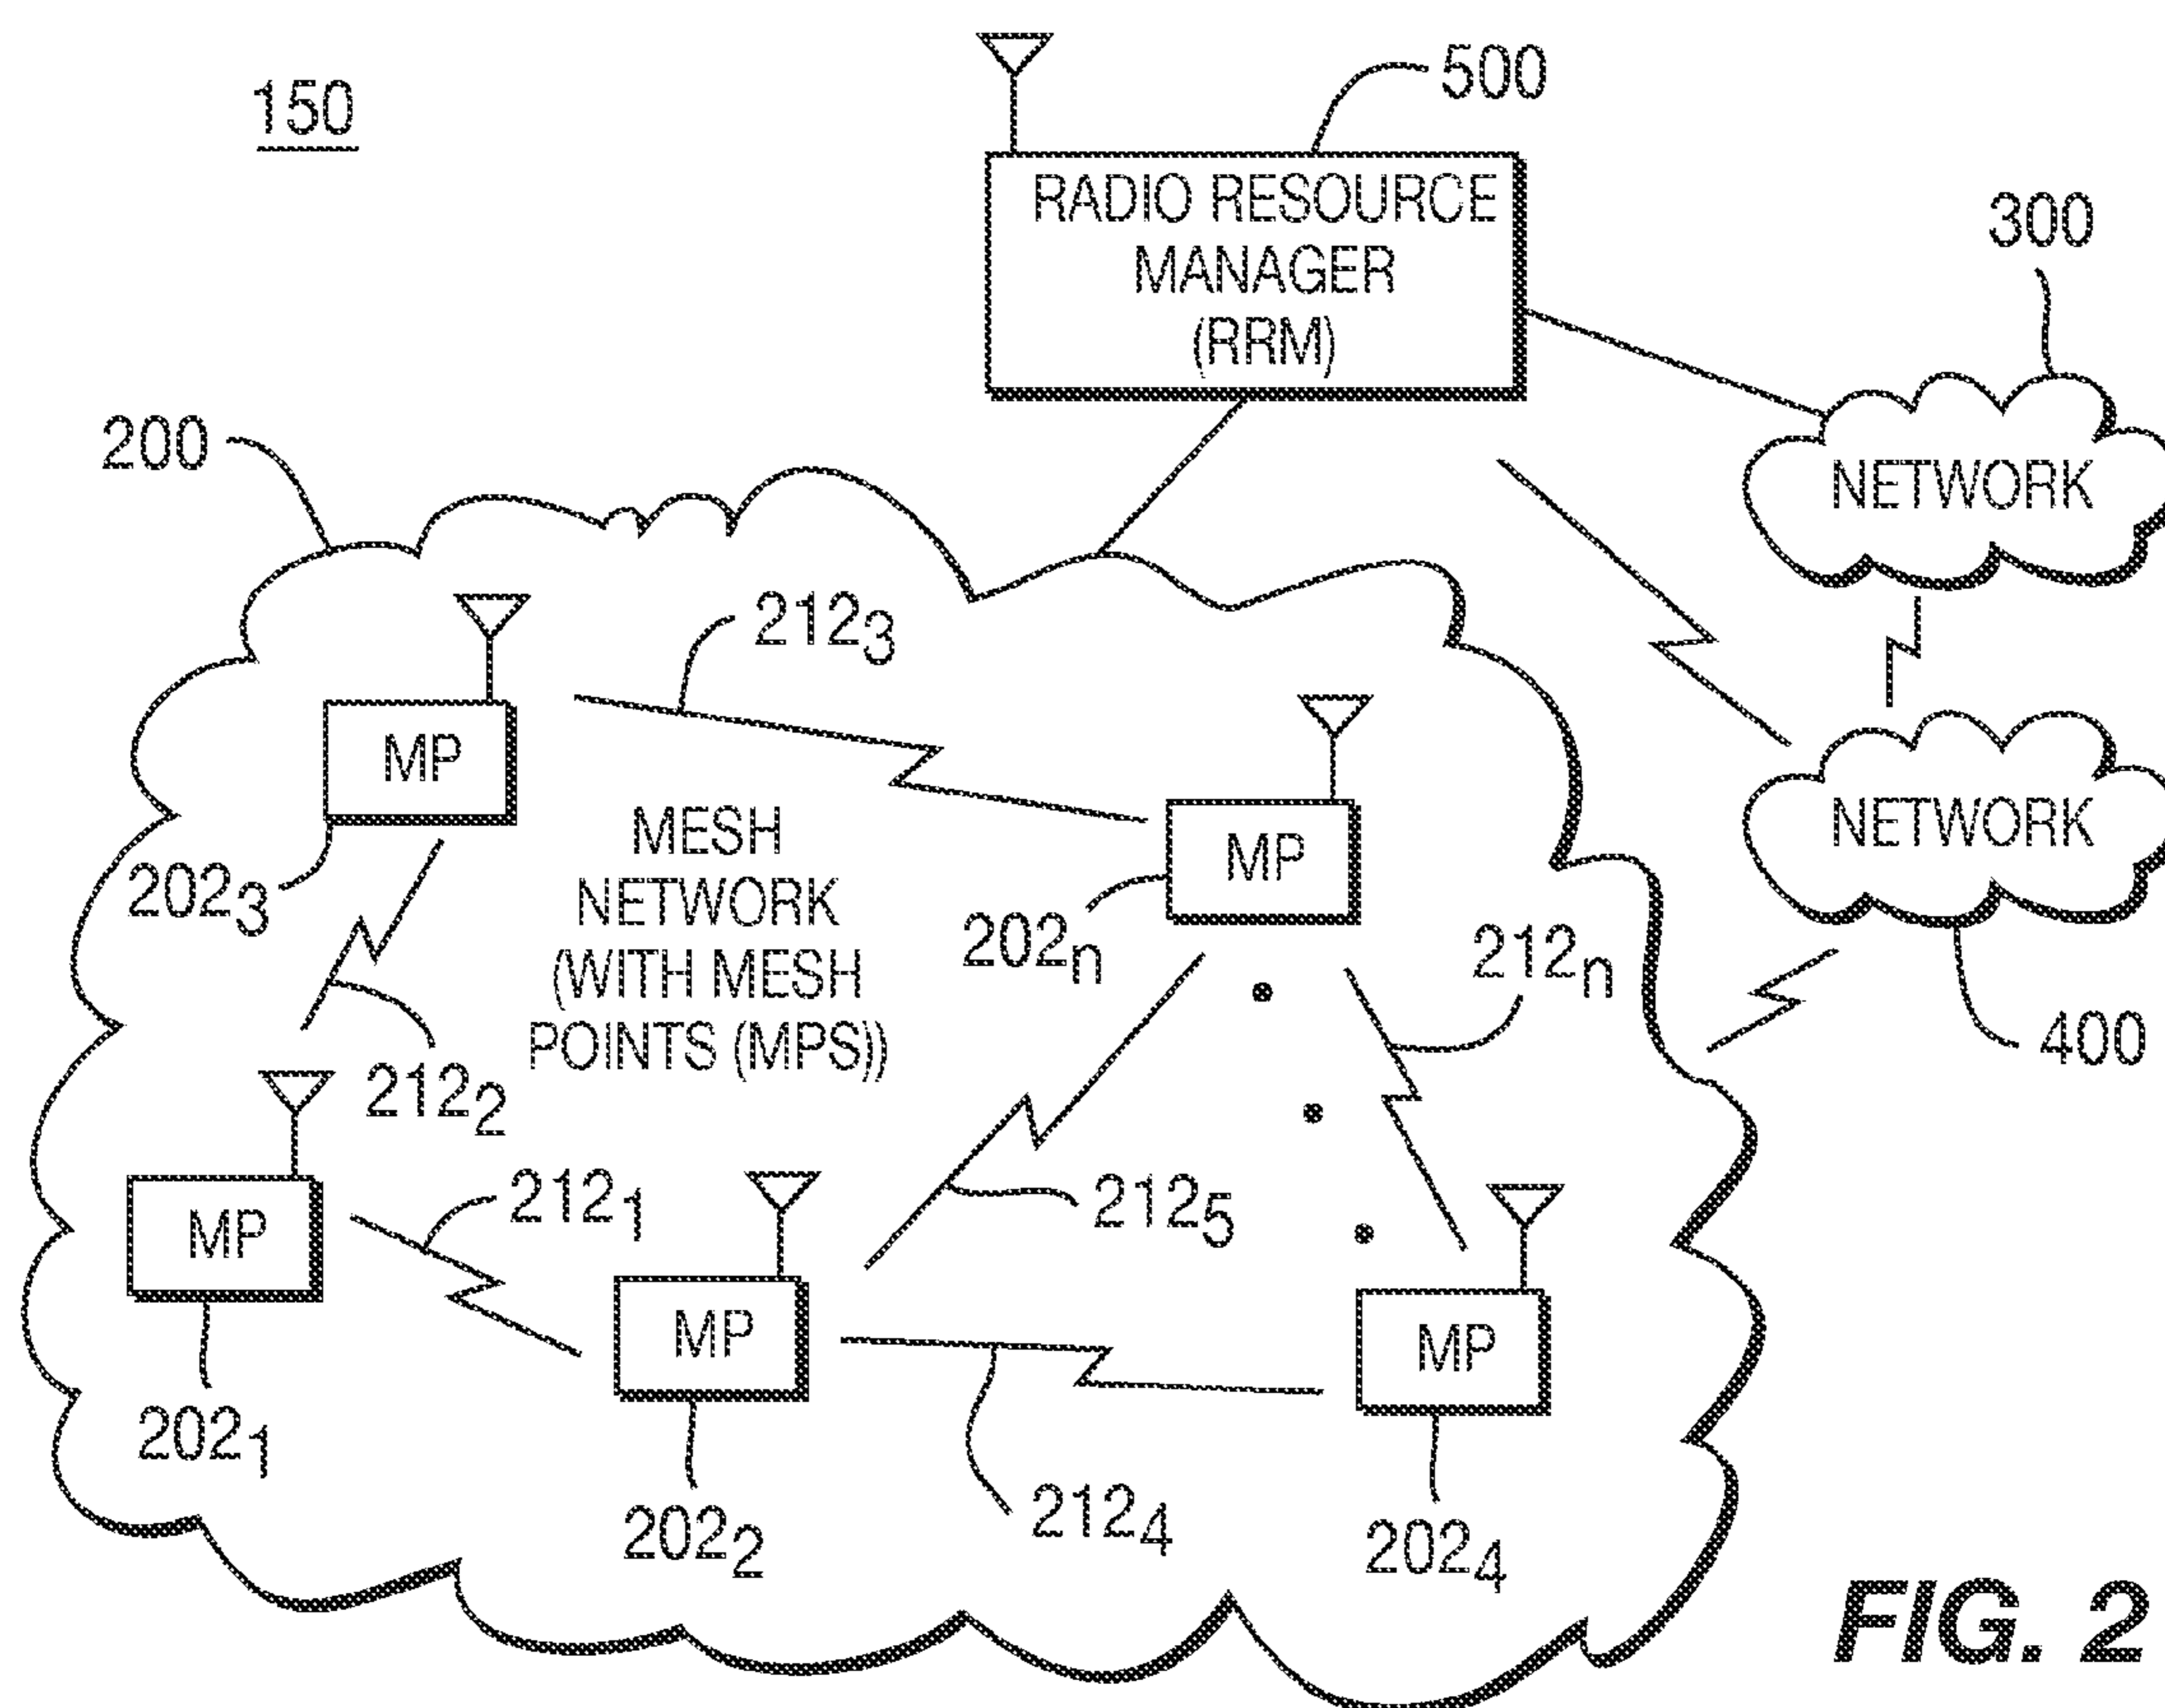 150
500
RADIO RESOURCE
MANAGER
(RRM)
300
200
NETWORK
212₃
MP
MESH
NETWORK
(WITH MESH
POINTS (MPS))
MP
NETWORK
202₃
202ₙ
212ₙ
400
212₂
212₁
212₅
MP
MP
MP
202₁
202₂
212₄
202₄
FIG. 2